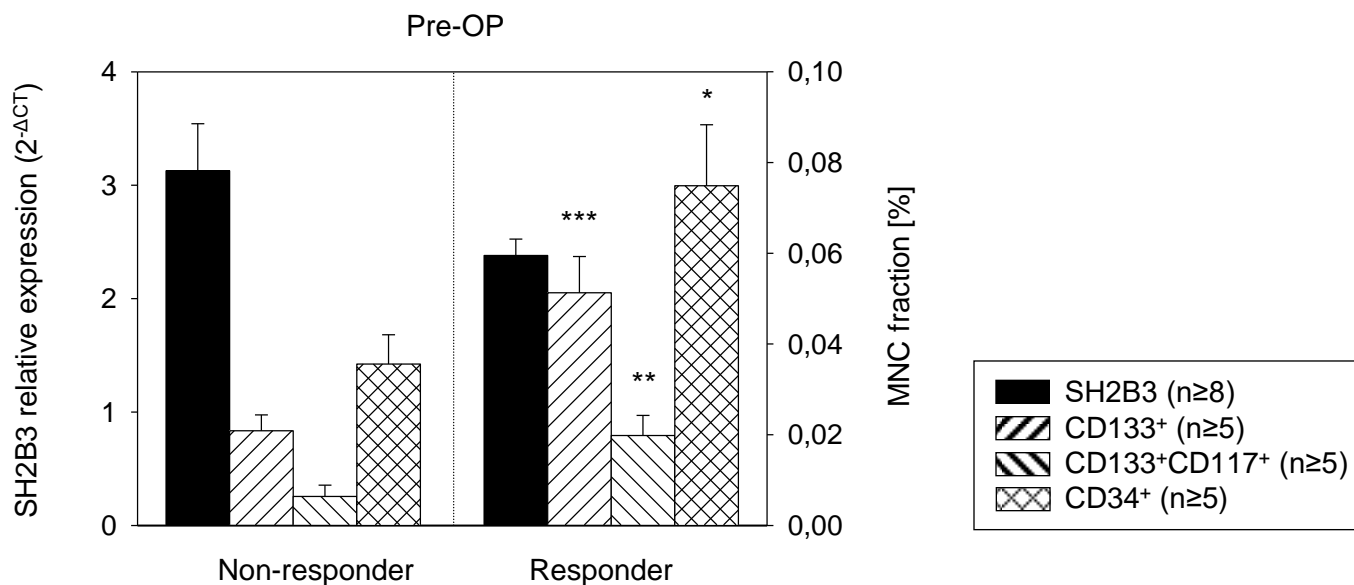 Pre-OP
SH2B3 relative expression (2⁻ΔCT)
4
3
2
1
0
***
**
*
0,10
0,08
0,06
0,04
0,02
0,00
MNC fraction [%]
Non-responder
Responder
SH2B3 (n≥8)
CD133⁺ (n≥5)
CD133⁺CD117⁺ (n≥5)
CD34⁺ (n≥5)